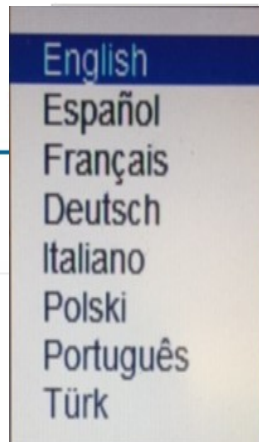 English
Español
Français
Deutsch
Italiano
Polski
Português
Türk